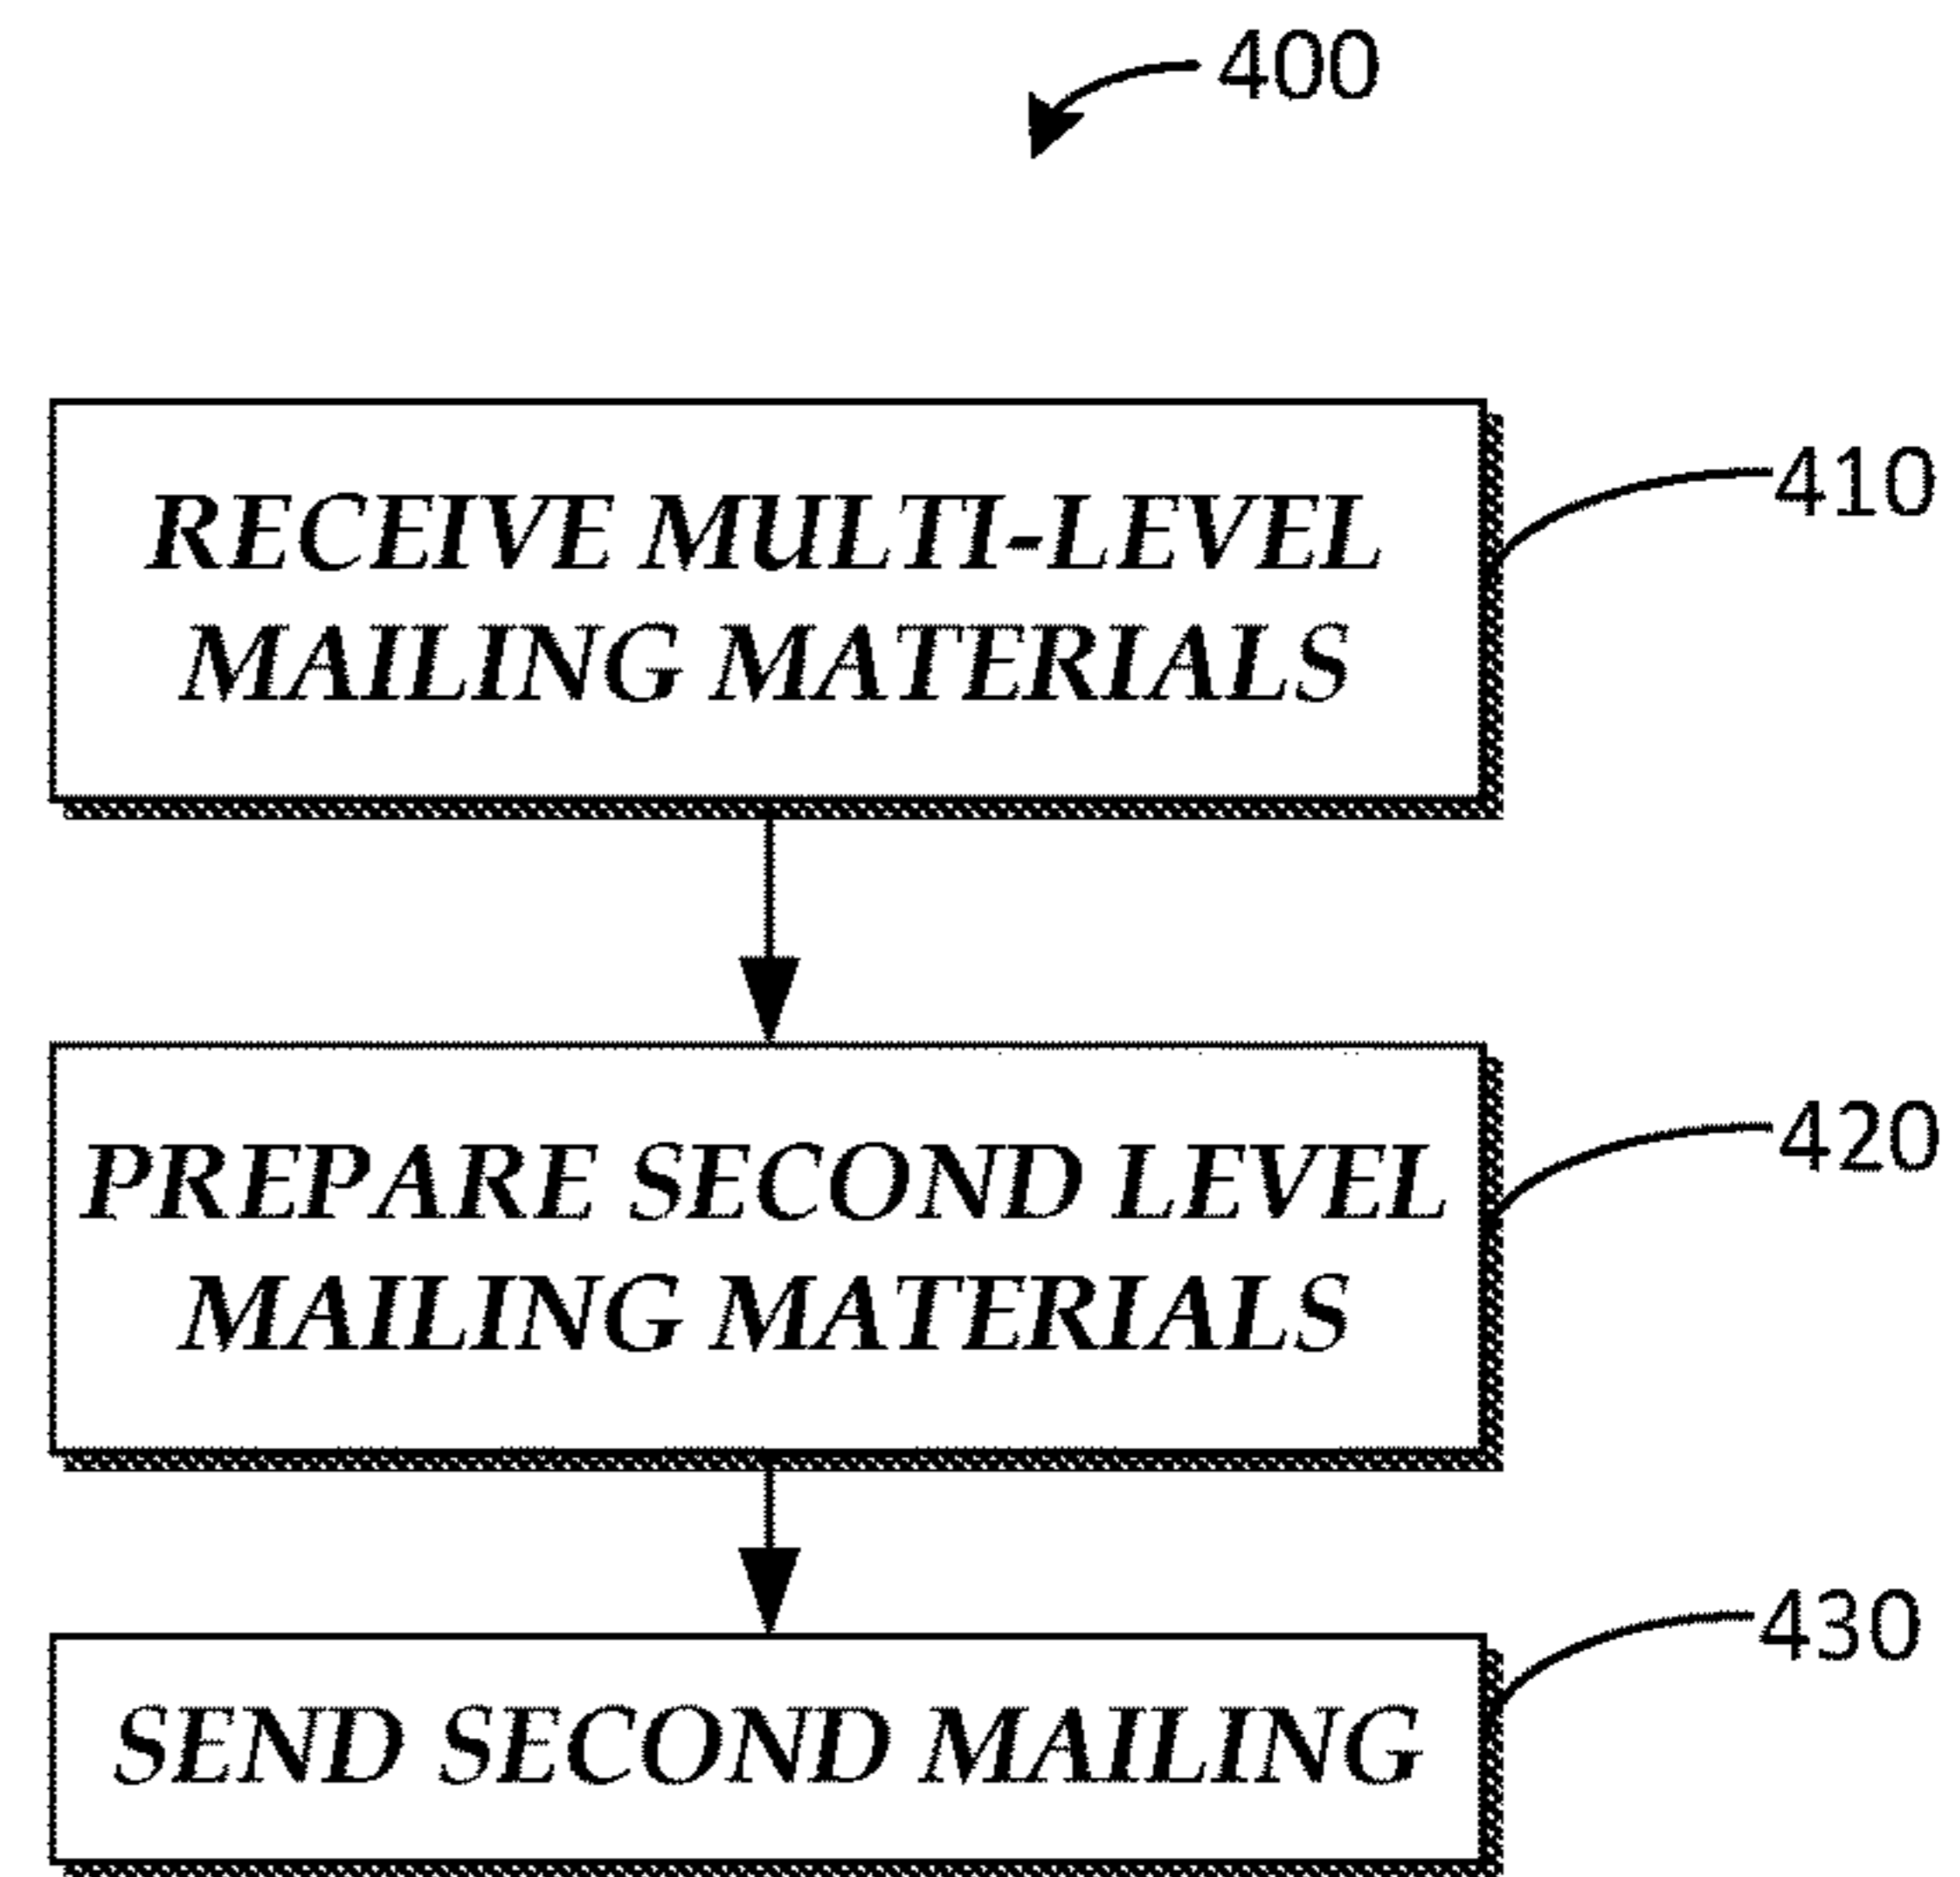 400
RECEIVE MULTI-LEVEL
MAILING MATERIALS
410
PREPARE SECOND LEVEL
MAILING MATERIALS
420
SEND SECOND MAILING
430